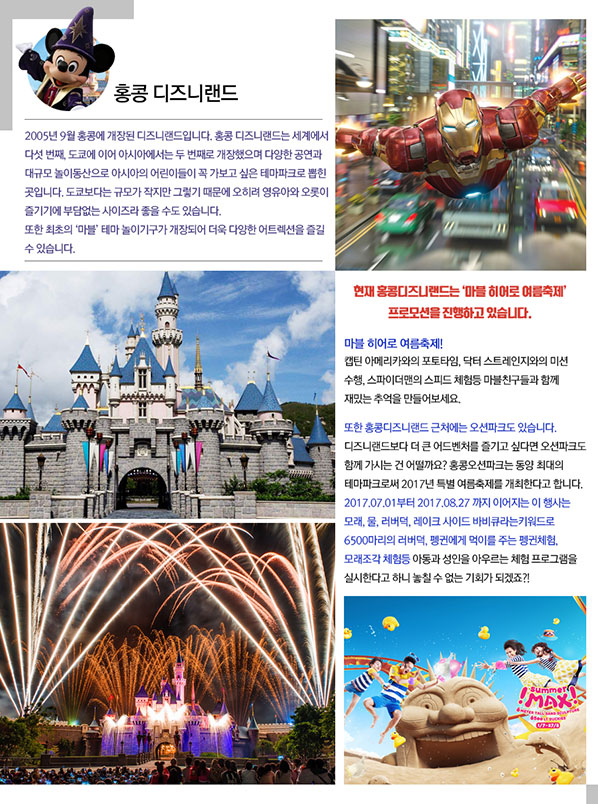 홍콩 디즈니랜드
2005년 9월 홍콩에 개장된 디즈니랜드입니다. 홍콩 디즈니랜드는 세계에서
다섯 번째, 도쿄에 이어 아시아에서는 두 번째로 개장했으며 다양한 공연과
대규모 놀이동산으로 아시아의 어린이들이 꼭 가보고 싶은 테마파크로 뽑힌
곳입니다. 도쿄보다는 규모가 작지만 그렇기 때문에 오히려 영유아와 오롯이
즐기기에 부담없는 사이즈라 좋을 수도 있습니다.
또한 최초의 ‘마블’ 테마 놀이기구가 개장되어 더욱 다양한 어트렉션을 즐길
수 있습니다.
현재 홍콩디즈니랜드는 ‘마블 히어로 여름축제’
프로모션을 진행하고 있습니다.
마블 히어로 여름축제!
캡틴 아메리카와의 포토타임, 닥터 스트레인지와의 미션
수행, 스파이더맨의 스피드 체험등 마블친구들과 함께
재밌는 추억을 만들어보세요.
또한 홍콩디즈니랜드 근처에는 오션파크도 있습니다.
디즈니랜드보다 더 큰 어드벤처를 즐기고 싶다면 오션파크도
함께 가시는 건 어떨까요? 홍콩오션파크는 동양 최대의
테마파크로써 2017년 특별 여름축제를 개최한다고 합니다.
2017.07.01부터 2017.08.27 까지 이어지는 이 행사는
모래, 물, 러버덕, 레이크 사이드 바비큐라는키워드로
6500마리의 러버덕, 펭귄에게 먹이를 주는 펭귄체험,
모래조각 체험등 아동과 성인을 아우르는 체험 프로그램을
실시한다고 하니 놓칠 수 없는 기회가 되겠죠?!
summer
!MAX!